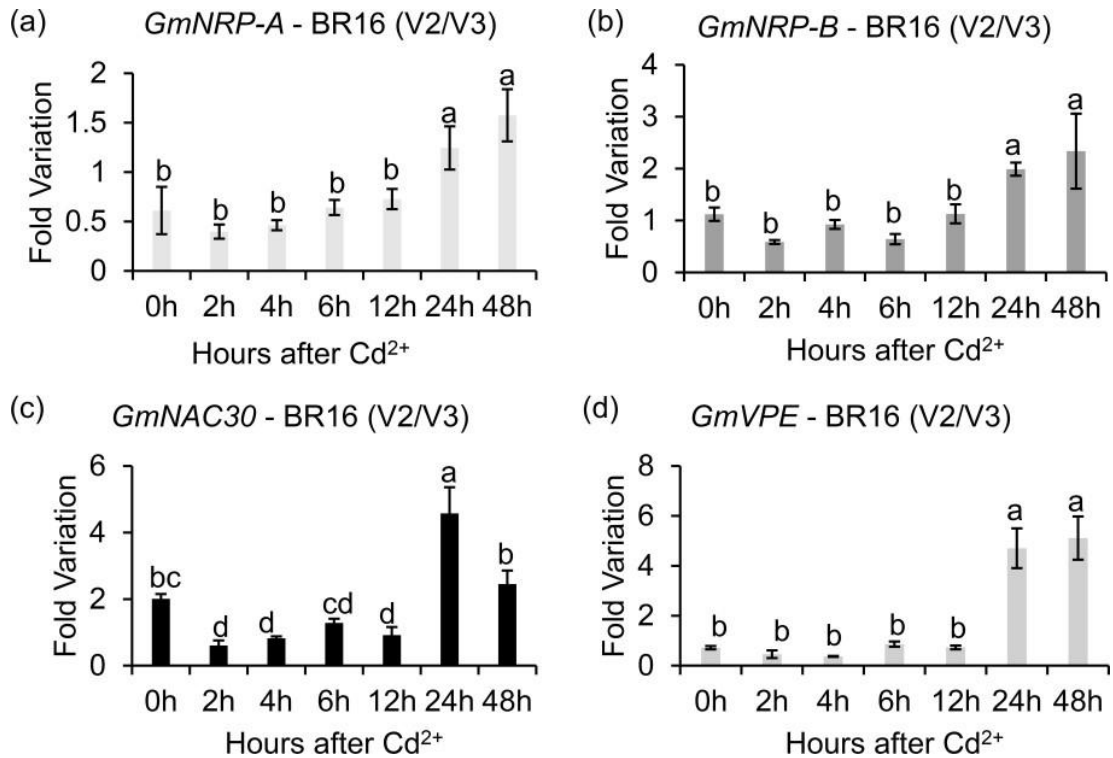 (a) GmNRP-A - BR16 (V2/V3)
Fold Variation
2
1.5
1
0.5
0
b b b b b a a
0h 2h 4h 6h 12h 24h 48h
Hours after Cd²⁺
(b) GmNRP-B - BR16 (V2/V3)
Fold Variation
4
3
2
1
0
b b b b b a a
0h 2h 4h 6h 12h 24h 48h
Hours after Cd²⁺
(c) GmNAC30 - BR16 (V2/V3)
Fold Variation
6
4
2
0
bc d d cd d a b
0h 2h 4h 6h 12h 24h 48h
Hours after Cd²⁺
(d) GmVPE - BR16 (V2/V3)
Fold Variation
8
6
4
2
0
b b b b b a a
0h 2h 4h 6h 12h 24h 48h
Hours after Cd²⁺